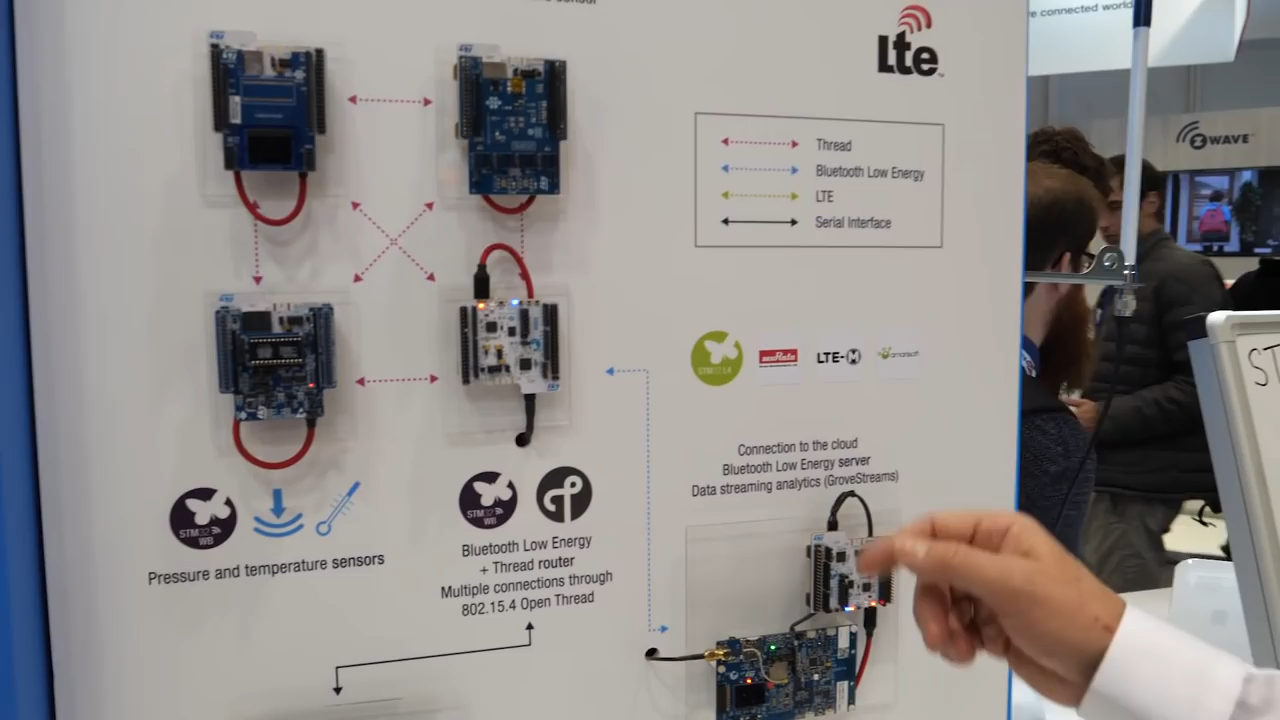 Lte
e connected world
Z WAVE
Thread
Bluetooth Low Energy
LTE
Serial Interface
STM32 L4
muRata
LTE-M
Connection to the cloud
Bluetooth Low Energy server
Data streaming analytics (GroveStreams)
STM32
WB
Pressure and temperature sensors
STM32
WB
Bluetooth Low Energy
+ Thread router
Multiple connections through
802.15.4 Open Thread
ST